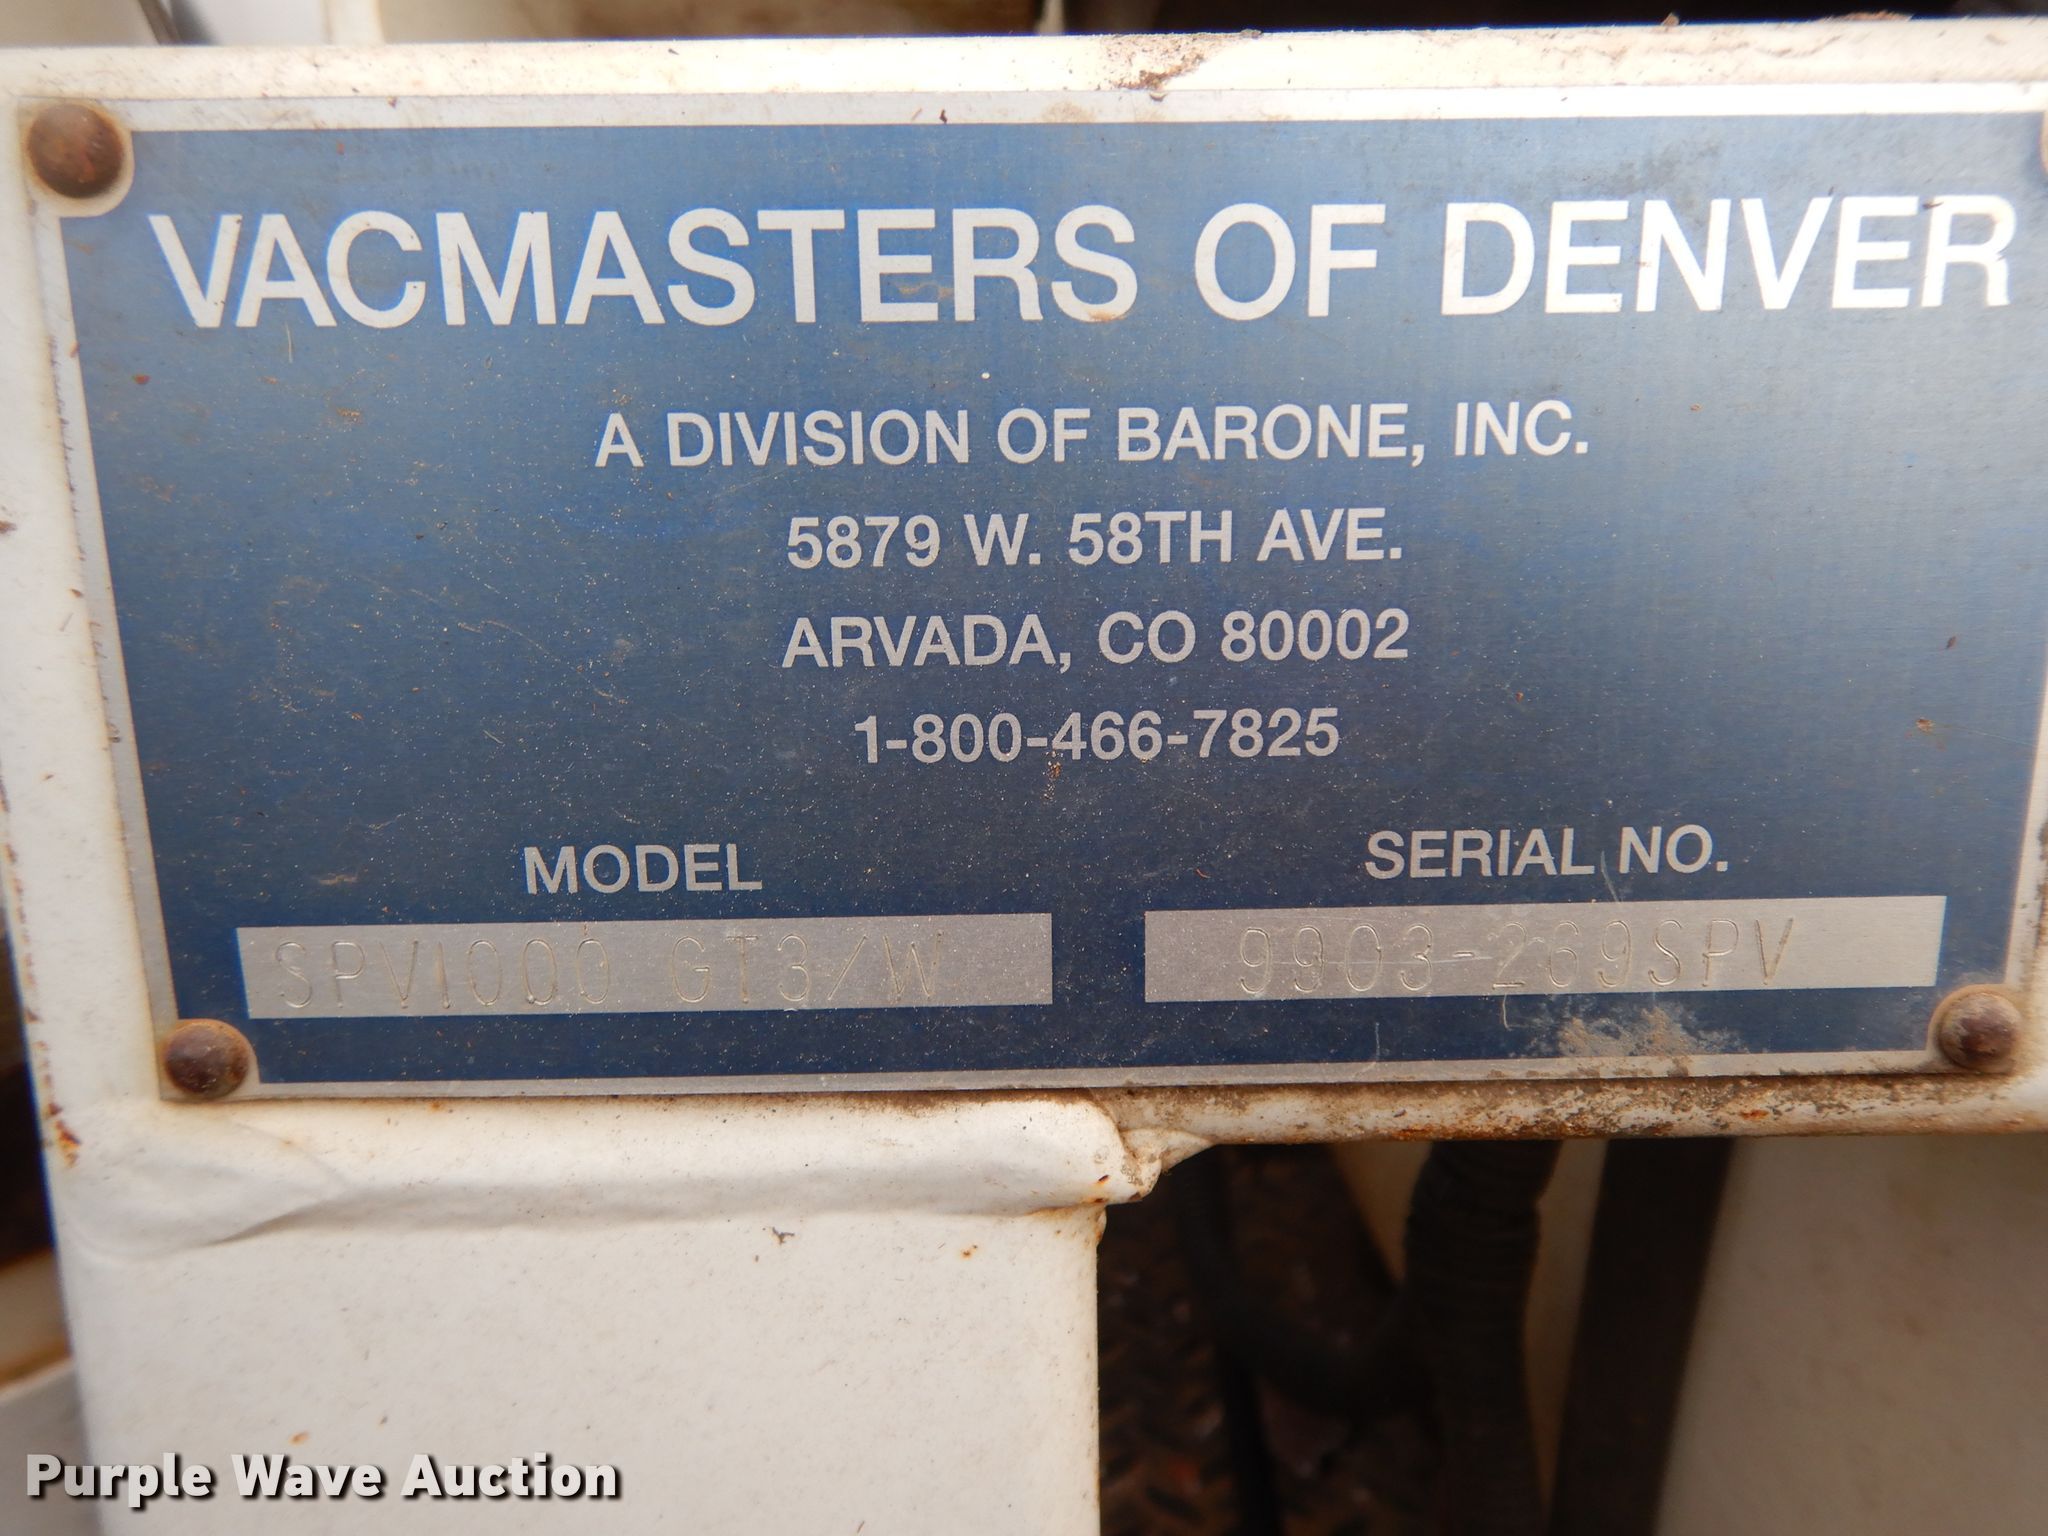 VACMASTERS OF DENVER
A DIVISION OF BARONE, INC.
5879 W. 58TH AVE.
ARVADA, CO 80002
1-800-466-7825
MODEL SERIAL NO.
SPV1000 GT3/W 9903-269SPV
Purple Wave Auction